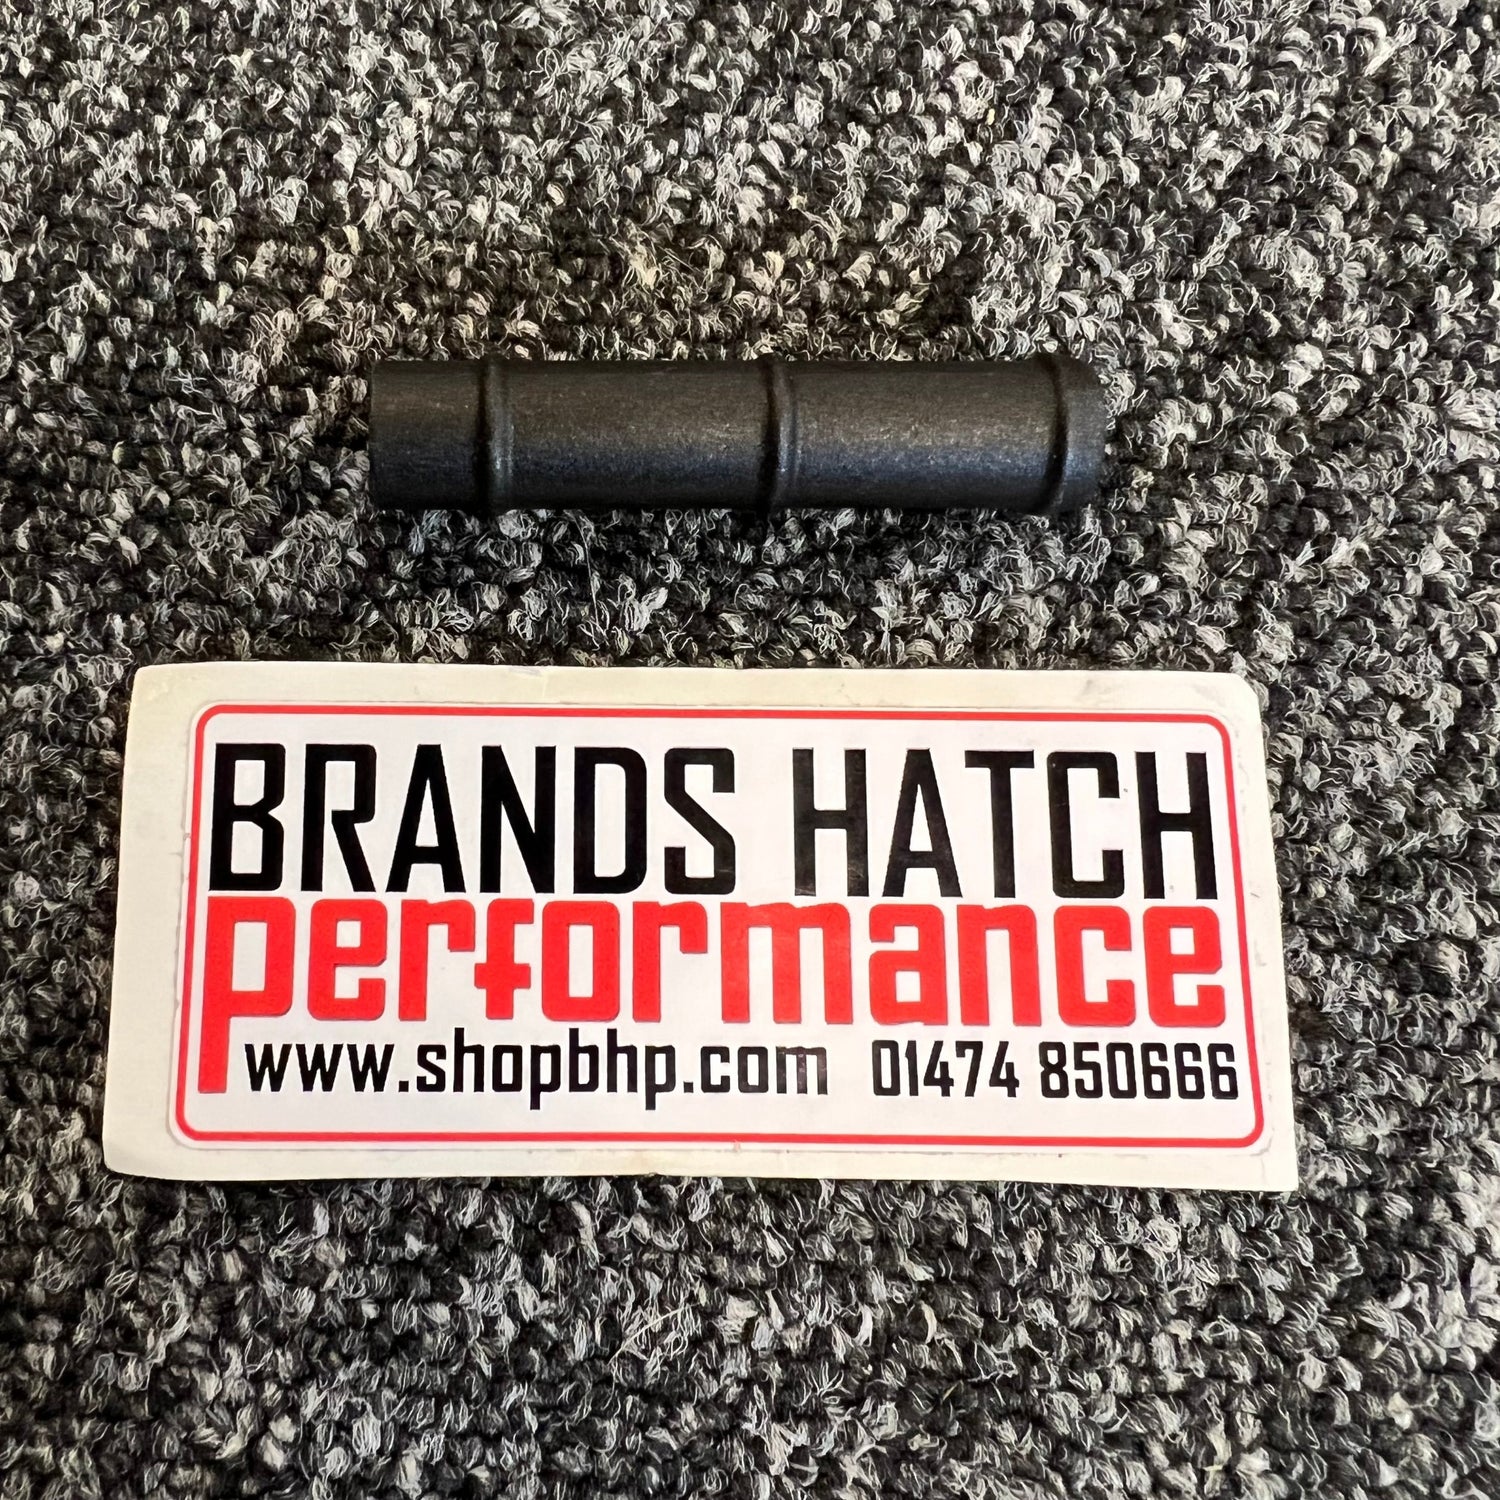 BRANDS HATCH
performance
www.shopbhp.com 01474 850666